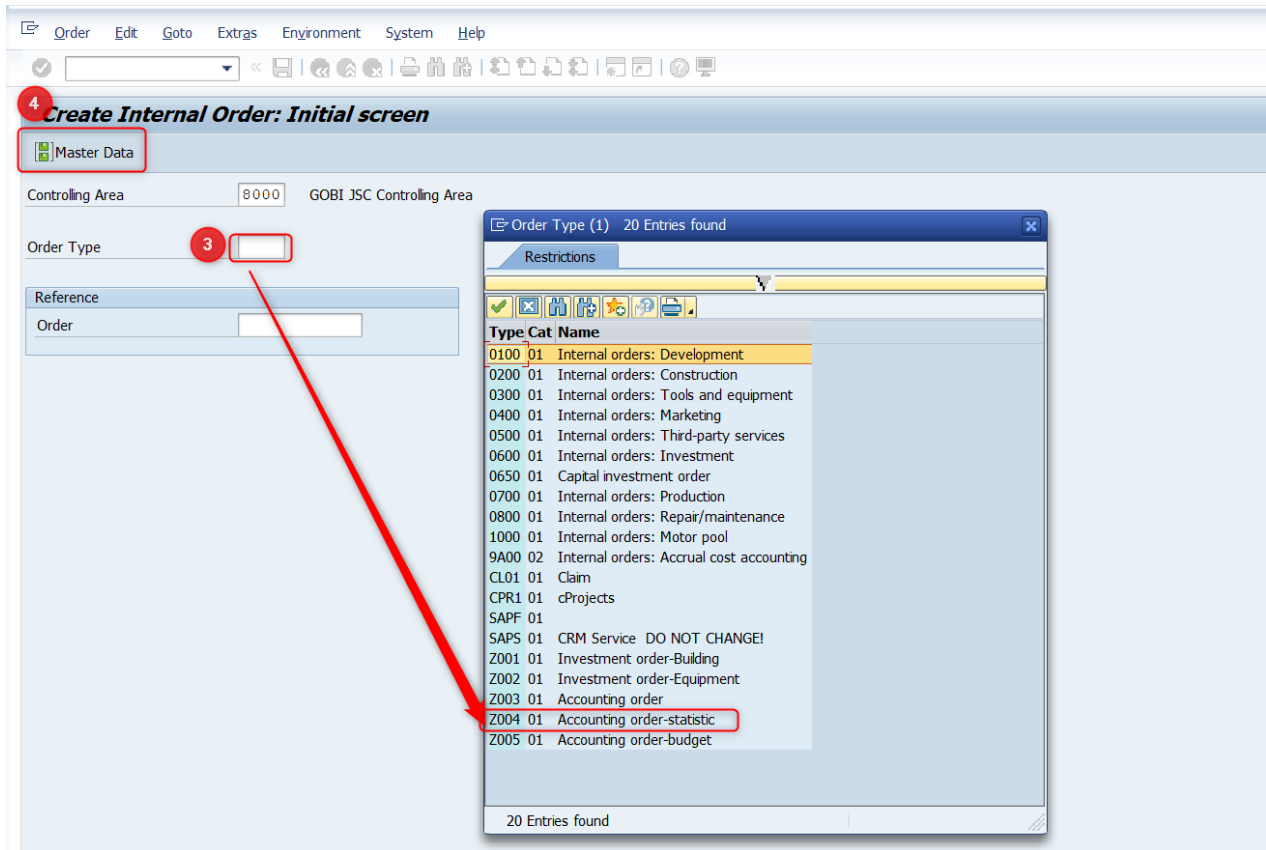 Order Edit Goto Extras Environment System Help
4
Create Internal Order: Initial screen
Master Data
Controling Area 8000 GOBI JSC Controling Area
Order Type 3
Reference
Order
Order Type (1) 20 Entries found
Restrictions
Type Cat Name
0100 01 Internal orders: Development
0200 01 Internal orders: Construction
0300 01 Internal orders: Tools and equipment
0400 01 Internal orders: Marketing
0500 01 Internal orders: Third-party services
0600 01 Internal orders: Investment
0650 01 Capital investment order
0700 01 Internal orders: Production
0800 01 Internal orders: Repair/maintenance
1000 01 Internal orders: Motor pool
9A00 02 Internal orders: Accrual cost accounting
CL01 01 Claim
CPR1 01 cProjects
SAPF 01
SAPS 01 CRM Service DO NOT CHANGE!
Z001 01 Investment order-Building
Z002 01 Investment order-Equipment
Z003 01 Accounting order
Z004 01 Accounting order-statistic
Z005 01 Accounting order-budget
20 Entries found